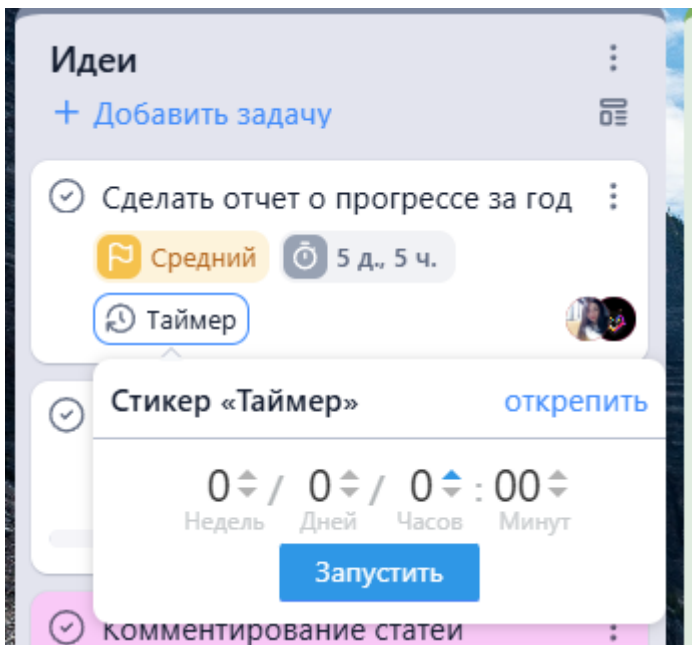 Идеи
+ Добавить задачу
Сделать отчет о прогрессе за год
Средний 5 д., 5 ч.
Таймер
Стикер «Таймер» открепить
0 / 0 / 0 : 00
Недель Дней Часов Минут
Запустить
Комментирование статей